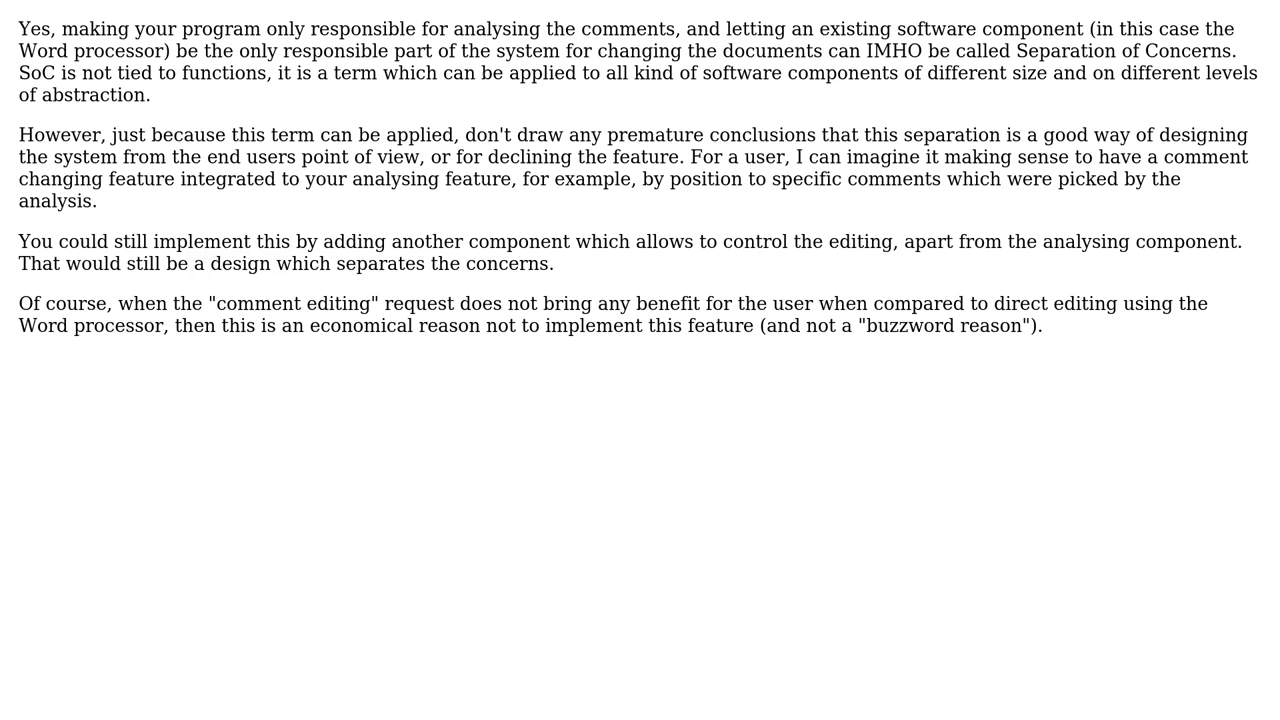 Yes, making your program only responsible for analysing the comments, and letting an existing software component (in this case the
Word processor) be the only responsible part of the system for changing the documents can IMHO be called Separation of Concerns.
SoC is not tied to functions, it is a term which can be applied to all kind of software components of different size and on different levels
of abstraction.
However, just because this term can be applied, don't draw any premature conclusions that this separation is a good way of designing
the system from the end users point of view, or for declining the feature. For a user, I can imagine it making sense to have a comment
changing feature integrated to your analysing feature, for example, by position to specific comments which were picked by the
analysis.
You could still implement this by adding another component which allows to control the editing, apart from the analysing component.
That would still be a design which separates the concerns.
Of course, when the "comment editing" request does not bring any benefit for the user when compared to direct editing using the
Word processor, then this is an economical reason not to implement this feature (and not a "buzzword reason").